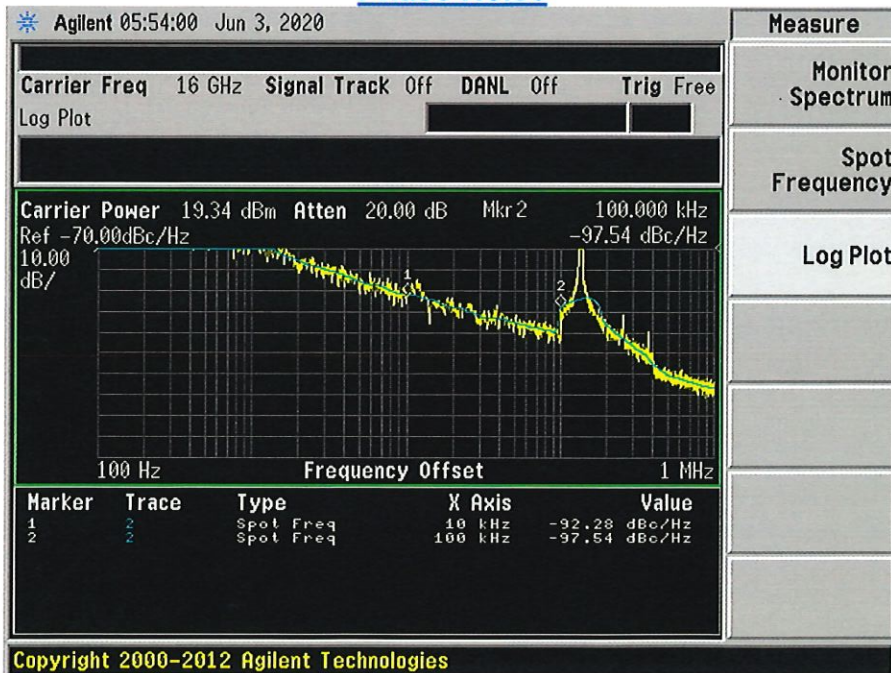 Agilent 05:54:00 Jun 3, 2020
Measure
Monitor
Spectrum
Spot
Frequency
Log Plot
Carrier Freq 16 GHz Signal Track Off DANL Off Trig Free
Log Plot
Carrier Power 19.34 dBm Atten 20.00 dB Mkr2 100.000 kHz
Ref -70.00dBc/Hz -97.54 dBc/Hz
10.00
dB/
1
2
100 Hz Frequency Offset 1 MHz
Marker Trace Type X Axis Value
1 2 Spot Freq 10 kHz -92.28 dBc/Hz
2 2 Spot Freq 100 kHz -97.54 dBc/Hz
Copyright 2000-2012 Agilent Technologies